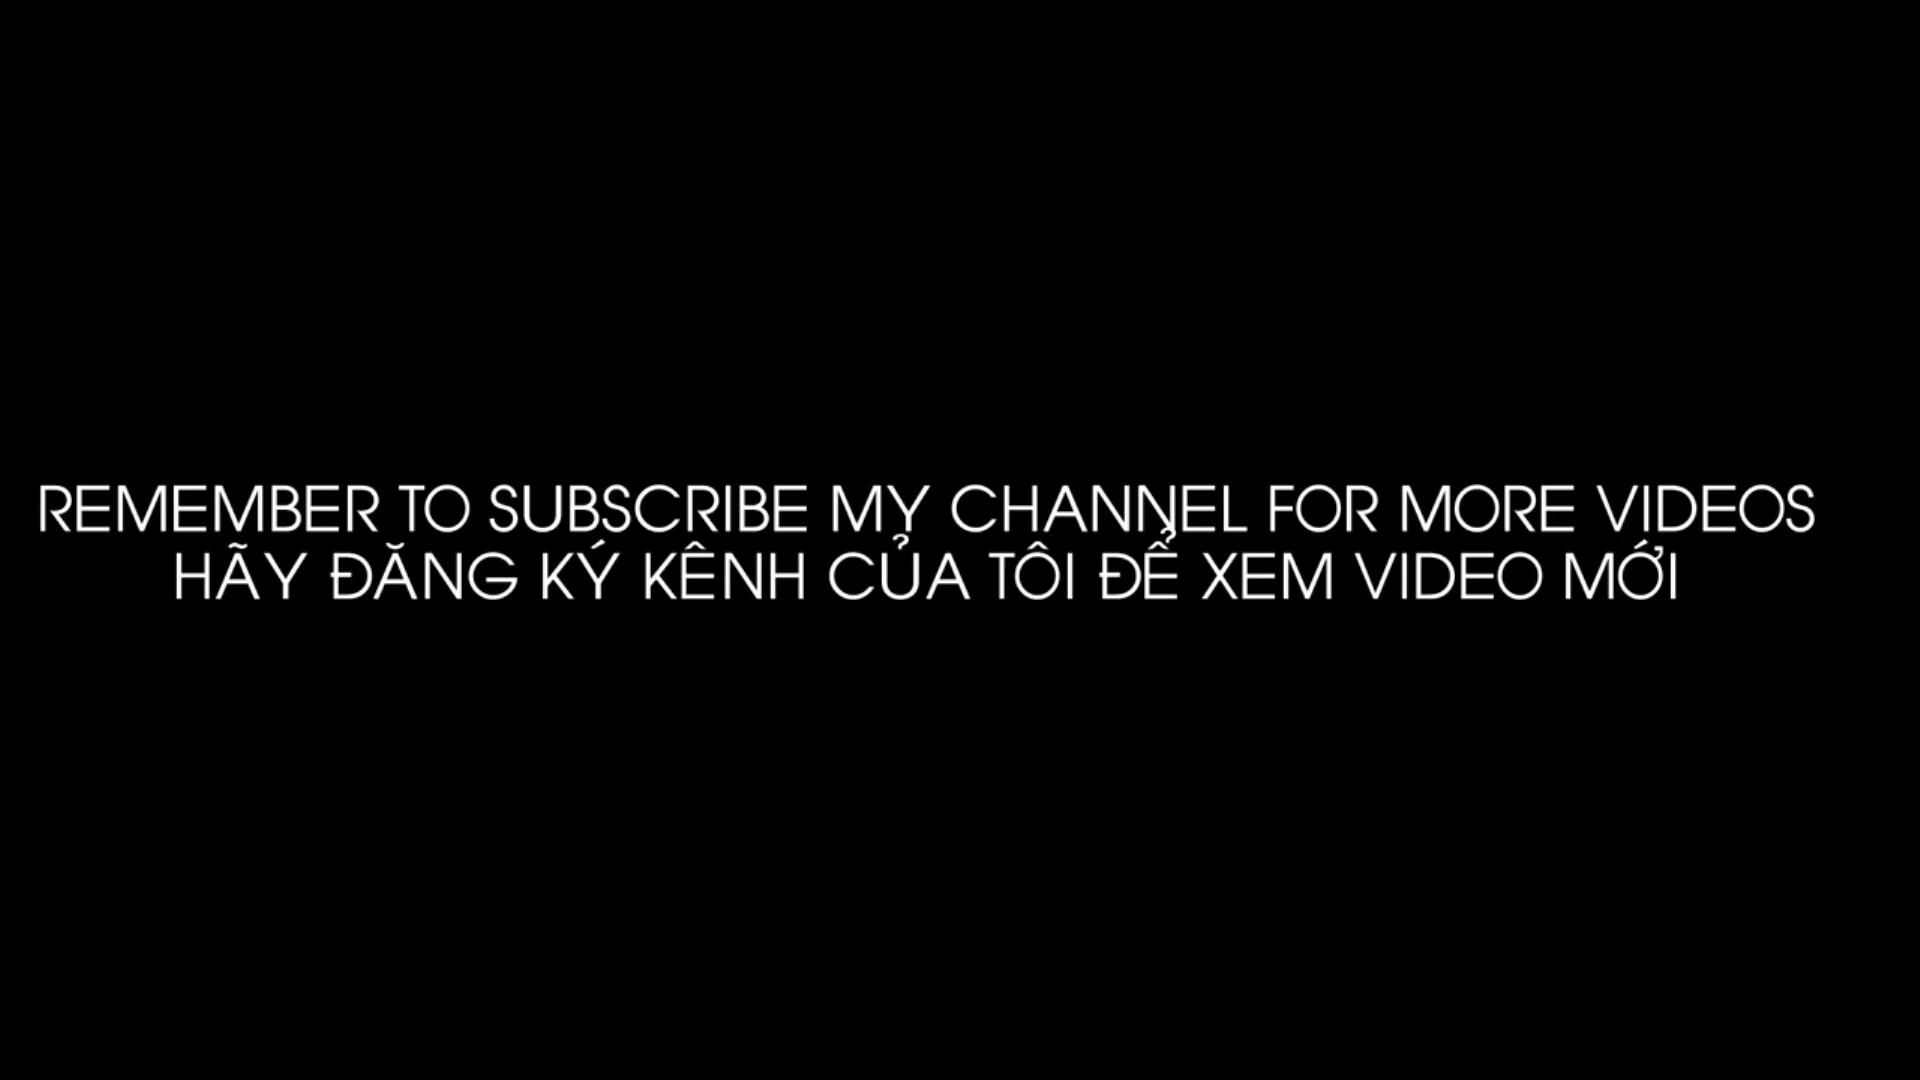 REMEMBER TO SUBSCRIBE MY CHANNEL FOR MORE VIDEOS
HÃY ĐĂNG KÝ KÊNH CỦA TÔI ĐỂ XEM VIDEO MỚI